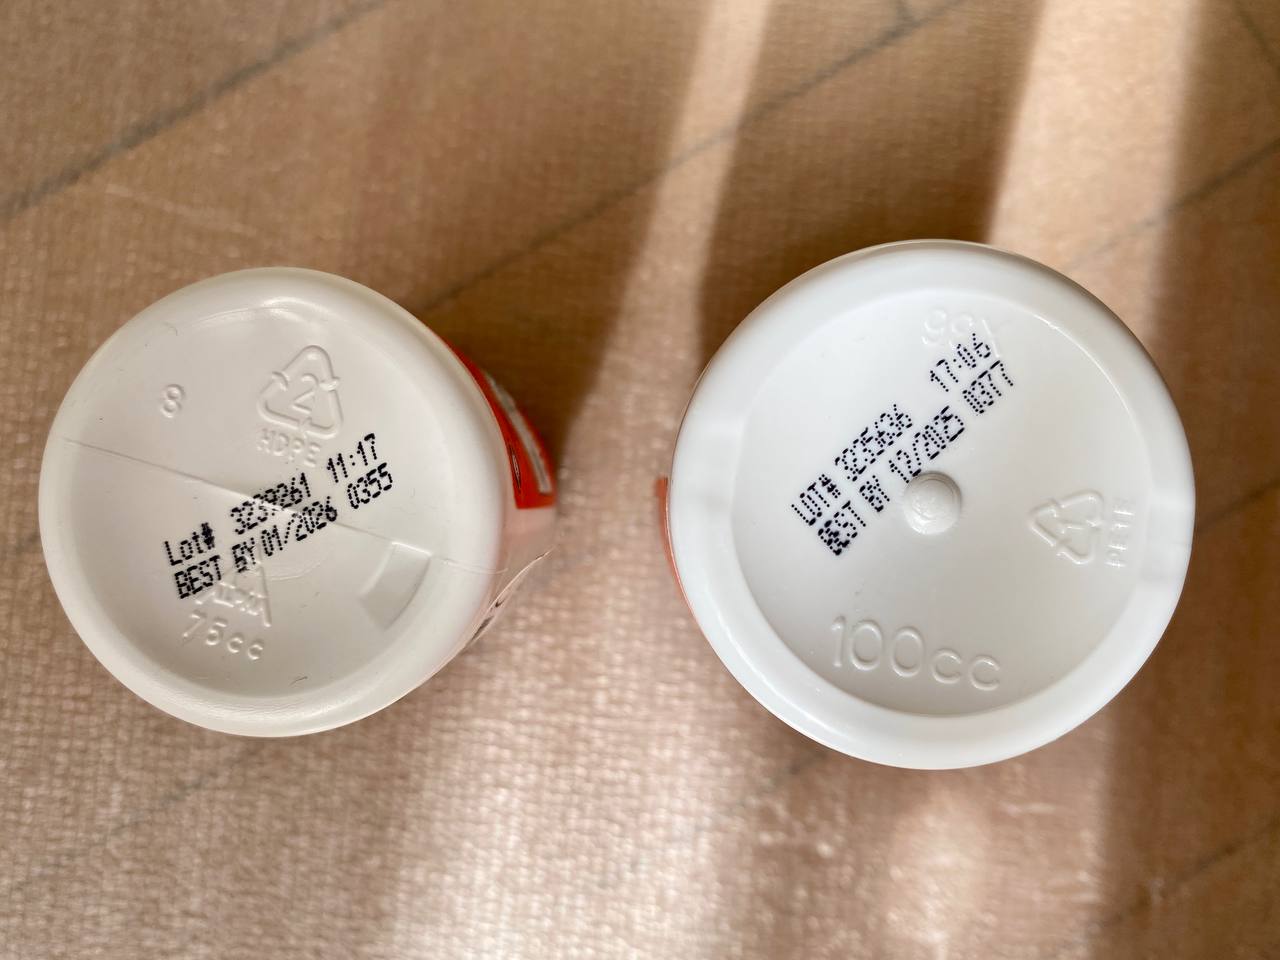 8
2
HDPE
Lot# 3239261 11:17
BEST BY 01/2026 0355
75cc
LOT# 3235636 17:06
BEST BY 12/2025 0377
1
PETE
100cc